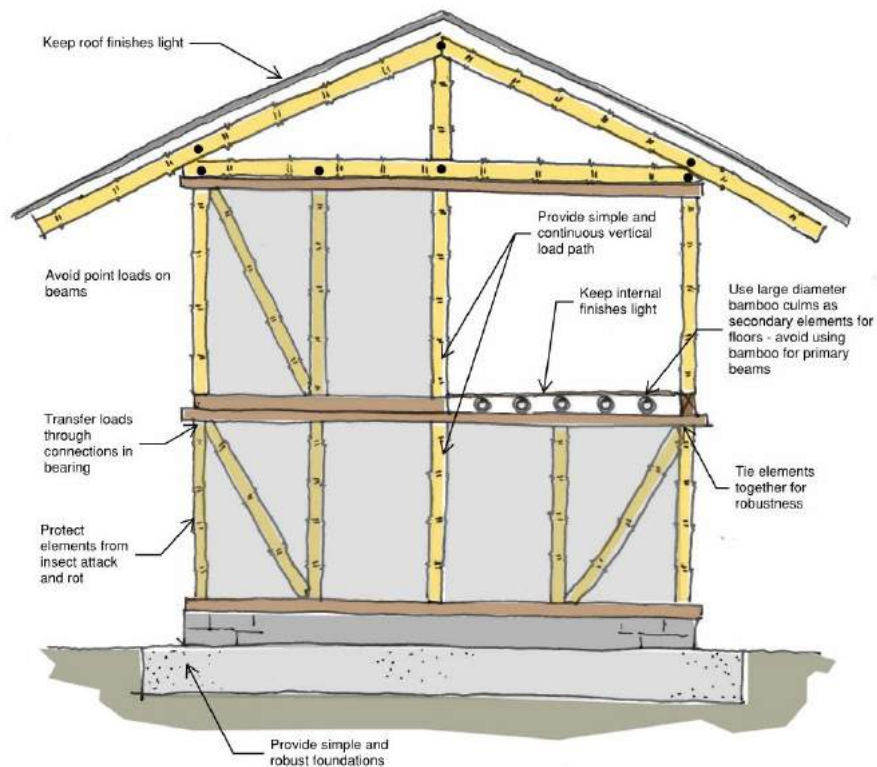 Keep roof finishes light
Provide simple and
continuous vertical
load path
Avoid point loads on
beams
Keep internal
finishes light
Use large diameter
bamboo culms as
secondary elements for
floors - avoid using
bamboo for primary
beams
Transfer loads
through
connections in
bearing
Tie elements
together for
robustness
Protect
elements from
insect attack
and rot
Provide simple and
robust foundations